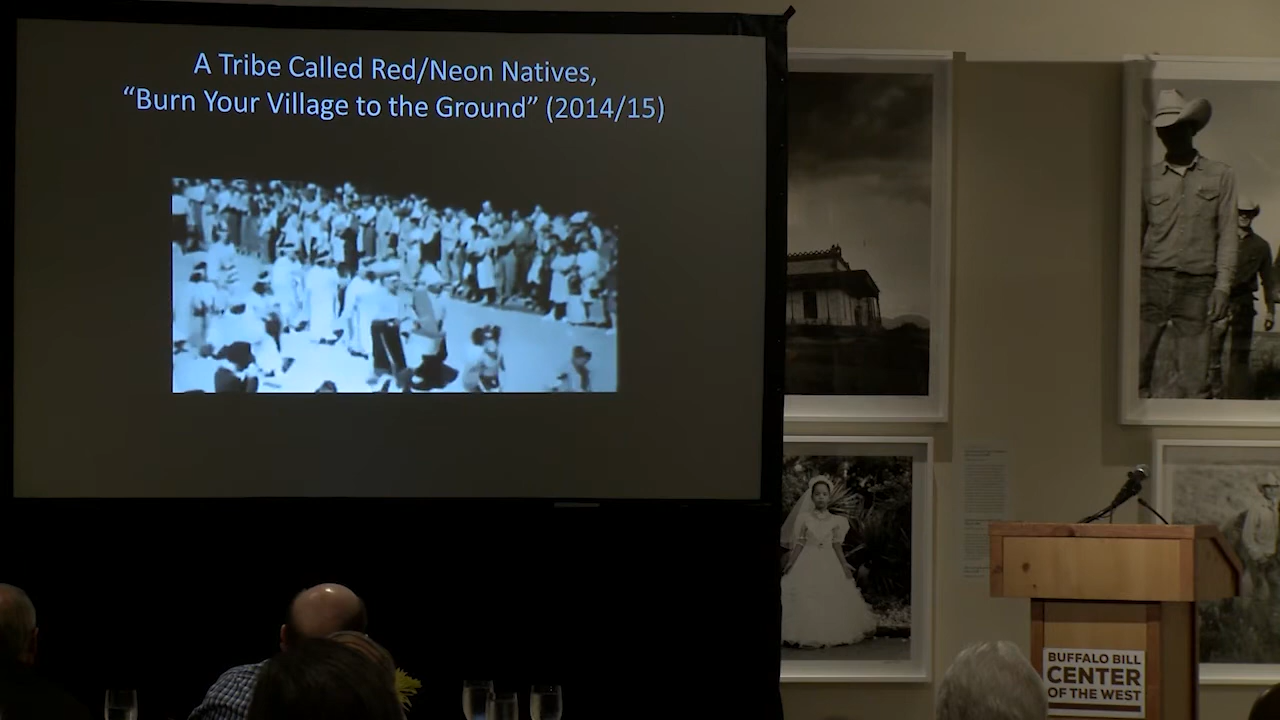 A Tribe Called Red/Neon Natives,
“Burn Your Village to the Ground” (2014/15)
BUFFALO BILL
CENTER
OF THE WEST